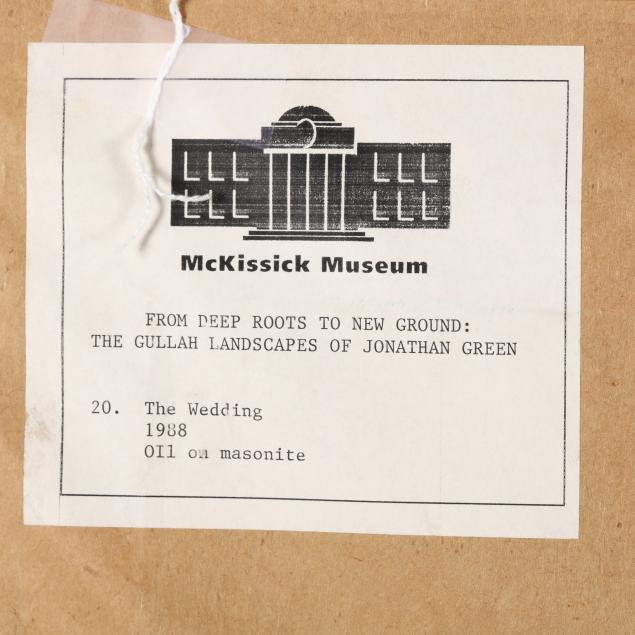 McKissick Museum
FROM DEEP ROOTS TO NEW GROUND:
THE GULLAH LANDSCAPES OF JONATHAN GREEN
20. The Wedding
1988
OIl on masonite